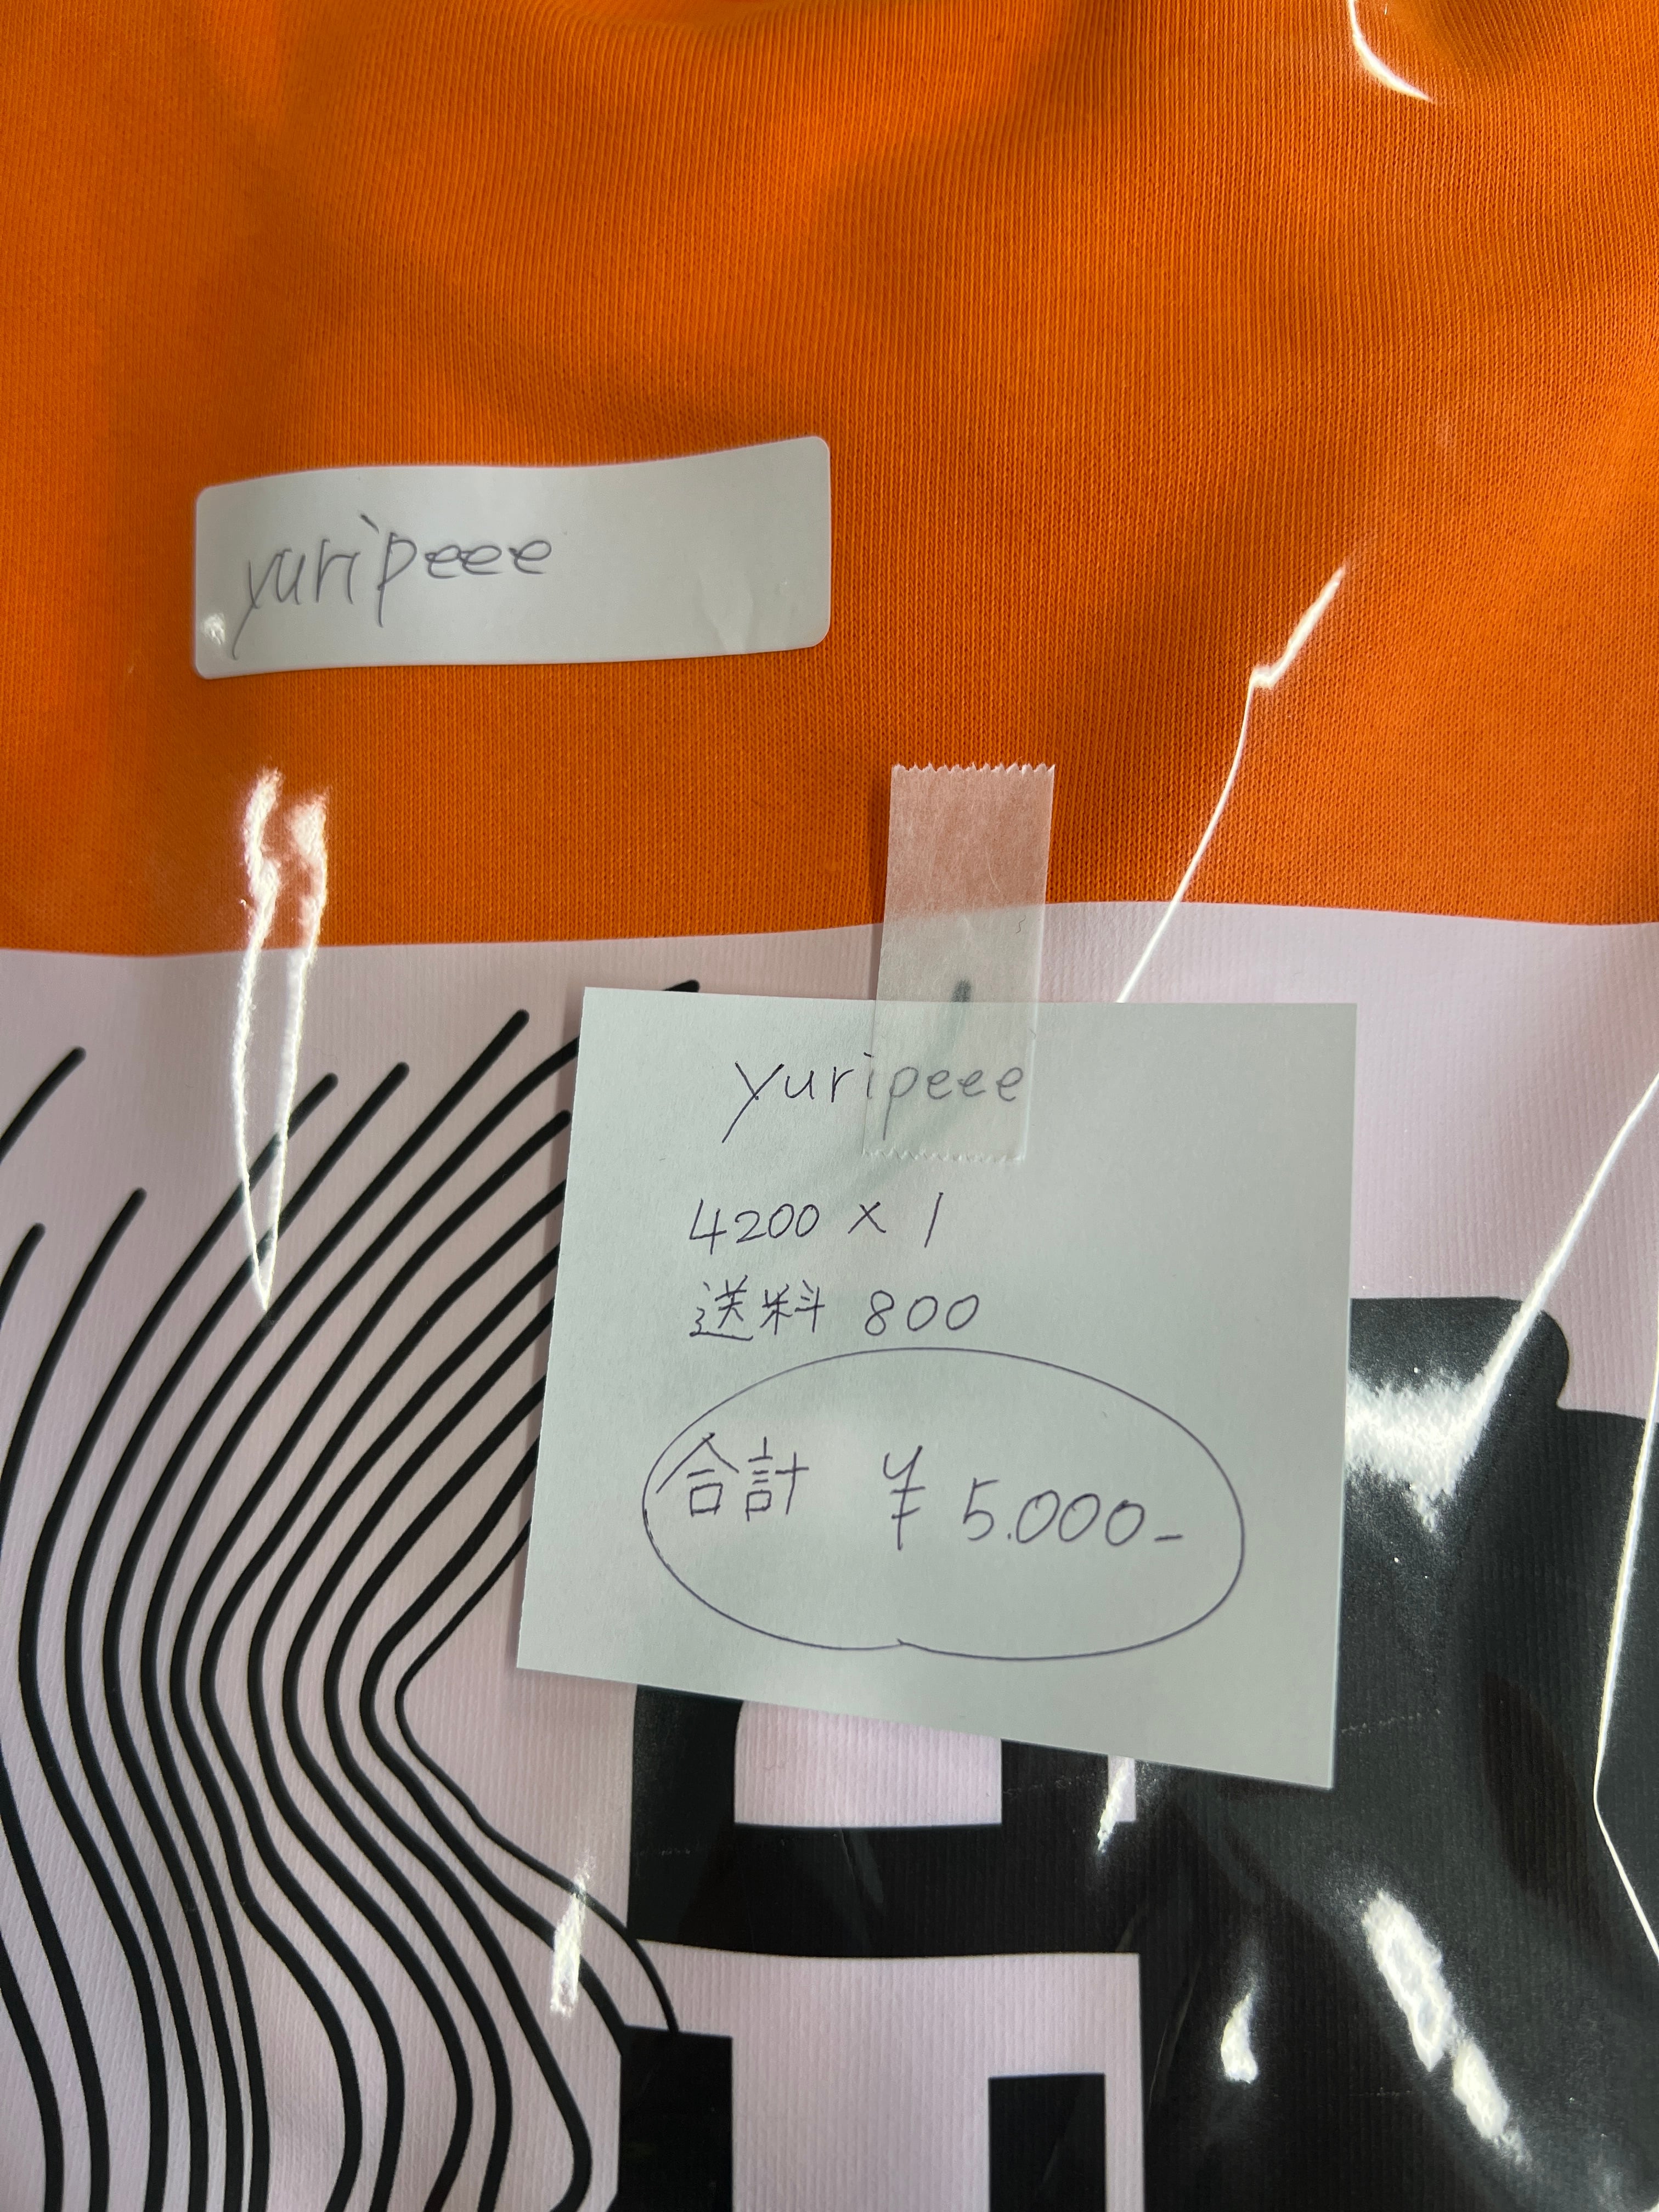 yuripeee
yuripeee
4200 × 1
送料 800
合計 ¥ 5.000-